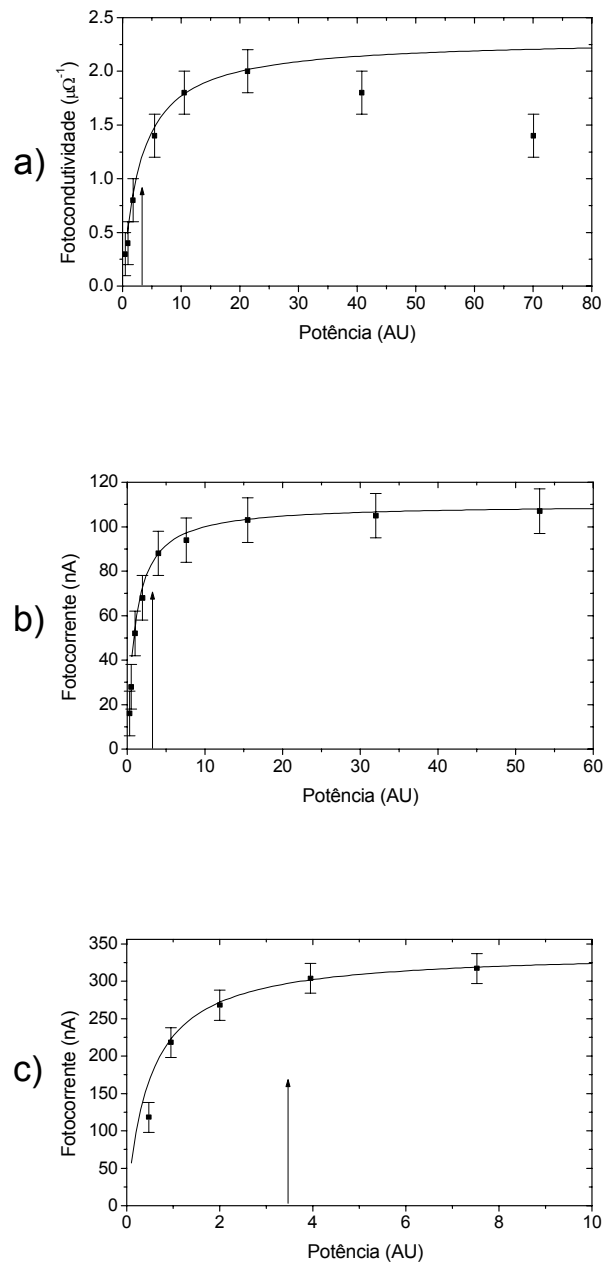 a)
Fotocondutividade (μΩ⁻¹)
2.5
2.0
1.5
1.0
0.5
0.0
0 10 20 30 40 50 60 70 80
Potência (AU)
b)
Fotocorrente (nA)
120
100
80
60
40
20
0
0 10 20 30 40 50 60
Potência (AU)
c)
Fotocorrente (nA)
350
300
250
200
150
100
50
0
0 2 4 6 8 10
Potência (AU)